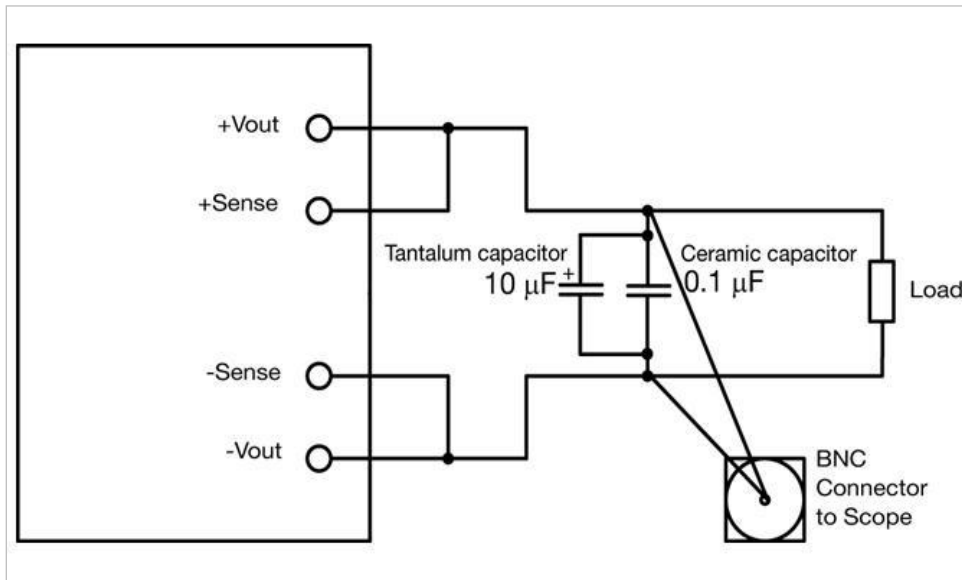 +Vout
+Sense
Tantalum capacitor
10 μF +
Ceramic capacitor
0.1 μF
Load
-Sense
-Vout
BNC
Connector
to Scope